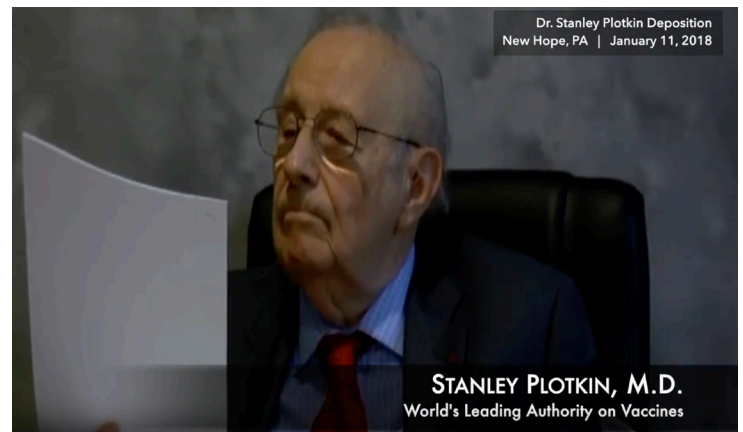 Dr. Stanley Plotkin Deposition
New Hope, PA | January 11, 2018
STANLEY PLOTKIN, M.D.
World's Leading Authority on Vaccines